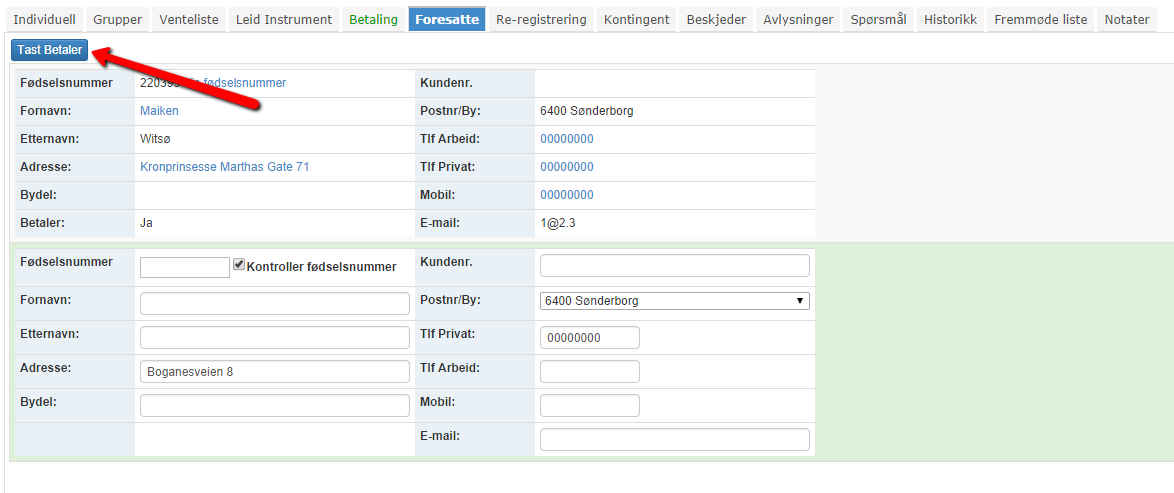 Individuell Grupper Venteliste Leid Instrument Betaling Foresatte Re-registrering Kontingent Beskjeder Avlysninger Spørsmål Historikk Fremmøde liste Notater
Tast Betaler
Fødselsnummer fødselsnummer Kundenr.
Fornavn: Maiken Postnr/By: 6400 Sønderborg
Etternavn: Witsø Tlf Arbeid: 00000000
Adresse: Kronprinsesse Marthas Gate 71 Tlf Privat: 00000000
Bydel: Mobil: 00000000
Betaler: Ja E-mail: 1@2.3
Fødselsnummer Kontroller fødselsnummer Kundenr.
Fornavn: Postnr/By: 6400 Sønderborg
Etternavn: Tlf Privat: 00000000
Adresse: Boganesveien 8 Tlf Arbeid:
Bydel: Mobil:
E-mail: